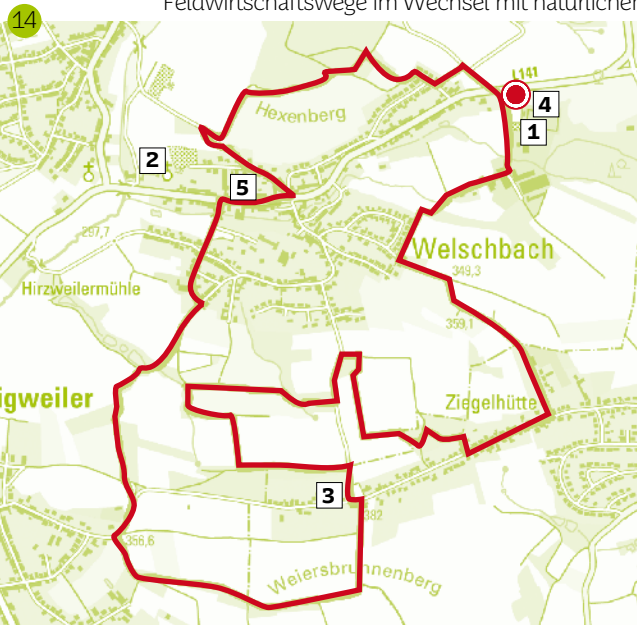 Feldwirtschaftswege im Wechsel mit natürlichen
14
L141
4
Hexenberg
1
2
5
Welschbach
297,7
349,3
Hirzweilermühle
359,1
igweiler
Ziegelhütte
3
382
356,6
Weiersbrunnenberg